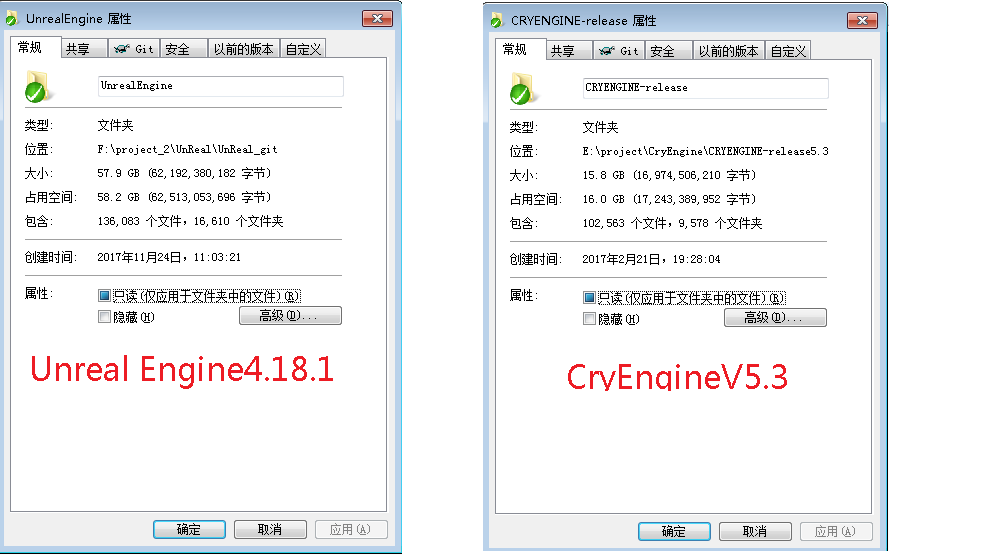 UnrealEngine 属性
常规 共享 Git 安全 以前的版本 自定义
UnrealEngine
类型: 文件夹
位置: F:\project_2\UnReal\UnReal_git
大小: 57.9 GB (62,192,380,182 字节)
占用空间: 58.2 GB (62,513,053,696 字节)
包含: 136,083 个文件，16,610 个文件夹
创建时间: 2017年11月24日，11:03:21
属性: 只读(仅应用于文件夹中的文件)(R)
隐藏(H) 高级(D)...
Unreal Engine4.18.1
确定 取消 应用(A)
CRYENGINE-release 属性
常规 共享 Git 安全 以前的版本 自定义
CRYENGINE-release
类型: 文件夹
位置: E:\project\CryEngine\CRYENGINE-release5.3
大小: 15.8 GB (16,974,506,210 字节)
占用空间: 16.0 GB (17,243,389,952 字节)
包含: 102,563 个文件，9,578 个文件夹
创建时间: 2017年2月21日，19:28:04
属性: 只读(仅应用于文件夹中的文件)(R)
隐藏(H) 高级(D)...
CryEngineV5.3
确定 取消 应用(A)